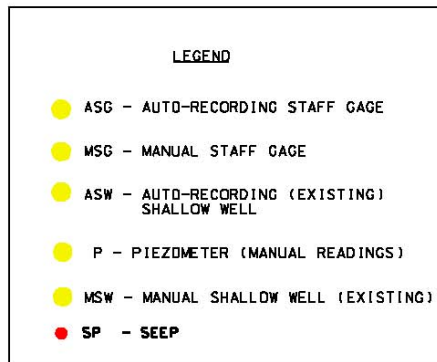 LEGEND
ASG - AUTO-RECORDING STAFF GAGE
MSG - MANUAL STAFF GAGE
ASW - AUTO-RECORDING (EXISTING)
SHALLOW WELL
P - PIEZOMETER (MANUAL READINGS)
MSW - MANUAL SHALLOW WELL (EXISTING)
SP - SEEP